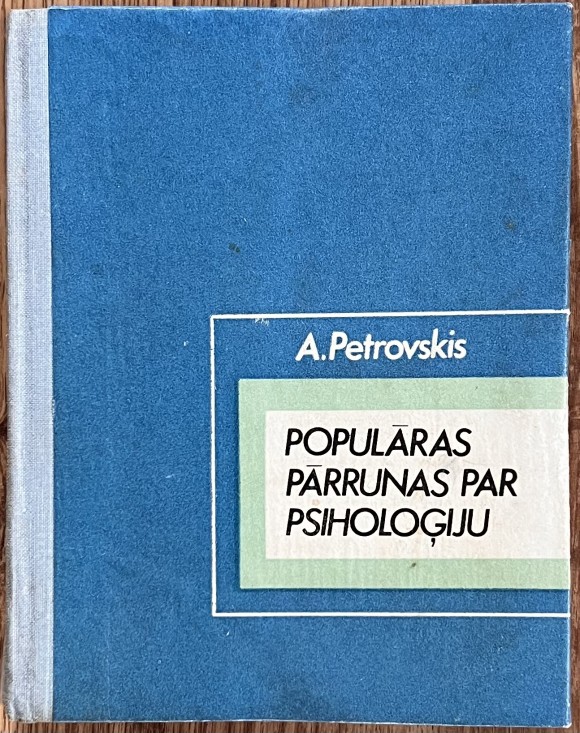 A.Petrovskis
POPULĀRAS
PĀRRUNAS PAR
PSIHOLOĢIJU